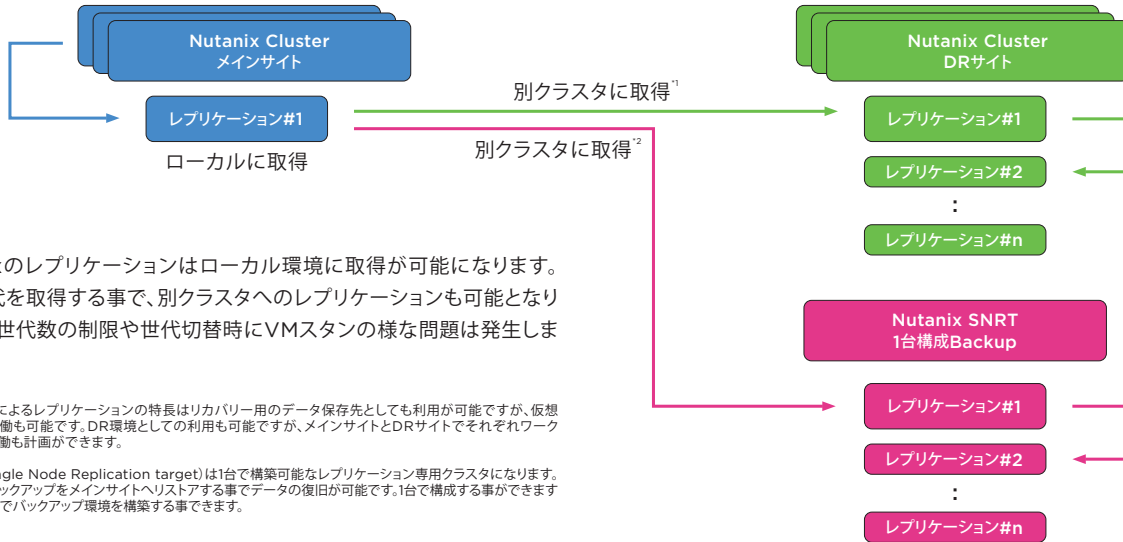 Nutanix Cluster
メインサイト
レプリケーション#1
ローカルに取得
別クラスタに取得*1
別クラスタに取得*2
Nutanix Cluster
DRサイト
レプリケーション#1
レプリケーション#2
:
レプリケーション#n
のレプリケーションはローカル環境に取得が可能になります。
を取得する事で、別クラスタへのレプリケーションも可能となり
世代数の制限や世代切替時にVMスタンの様な問題は発生しま
によるレプリケーションの特長はリカバリー用のデータ保存先としても利用が可能ですが、仮想
働も可能です。DR環境としての利用も可能ですが、メインサイトとDRサイトでそれぞれワーク
働も計画ができます。
gle Node Replication target)は1台で構築可能なレプリケーション専用クラスタになります。
ックアップをメインサイトへリストアする事でデータの復旧が可能です。1台で構成する事ができます
でバックアップ環境を構築する事できます。
Nutanix SNRT
1台構成Backup
レプリケーション#1
レプリケーション#2
:
レプリケーション#n